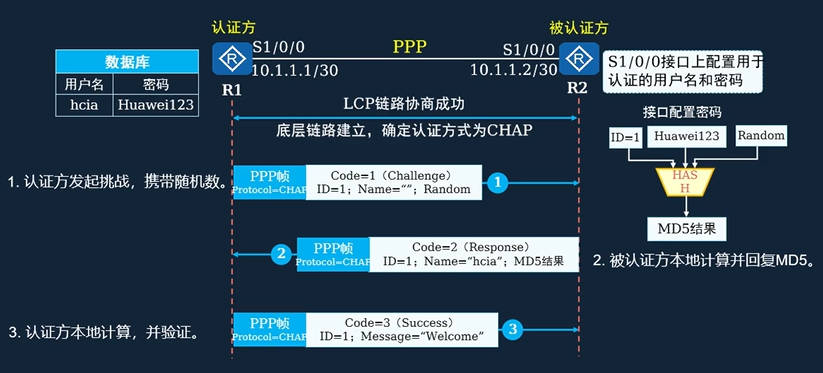 认证方
被认证方
S1/0/0
PPP
S1/0/0
10.1.1.1/30
10.1.1.2/30
R
R
R1
R2
数据库
用户名
密码
hcia
Huawei123
S1/0/0接口上配置用于
认证的用户名和密码
LCP链路协商成功
底层链路建立，确定认证方式为CHAP
接口配置密码
ID=1
Huawei123
Random
HAS
H
MD5结果
1. 认证方发起挑战，携带随机数。
PPP帧
Protocol=CHAP
Code=1（Challenge）
ID=1；Name=“”；Random
1
2
PPP帧
Protocol=CHAP
Code=2（Response）
ID=1；Name=“hcia”；MD5结果
2. 被认证方本地计算并回复MD5。
3. 认证方本地计算，并验证。
PPP帧
Protocol=CHAP
Code=3（Success）
ID=1；Message=“Welcome”
3